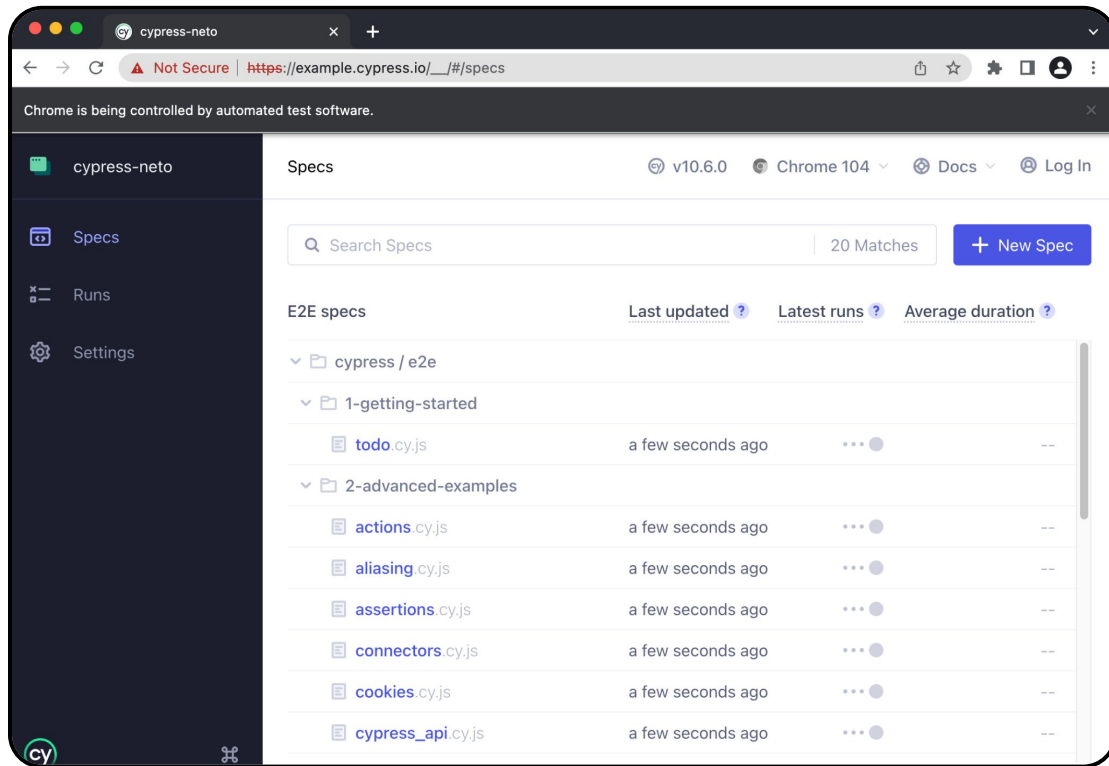 cypress-neto
Not Secure https://example.cypress.io/__/#/specs
Chrome is being controlled by automated test software.
cypress-neto
Specs
Runs
Settings
cy
Specs
v10.6.0
Chrome 104
Docs
Log In
Search Specs
20 Matches
+ New Spec
E2E specs Last updated ? Latest runs ? Average duration ?
cypress / e2e
1-getting-started
todo.cy.js a few seconds ago --
2-advanced-examples
actions.cy.js a few seconds ago --
aliasing.cy.js a few seconds ago --
assertions.cy.js a few seconds ago --
connectors.cy.js a few seconds ago --
cookies.cy.js a few seconds ago --
cypress_api.cy.js a few seconds ago --